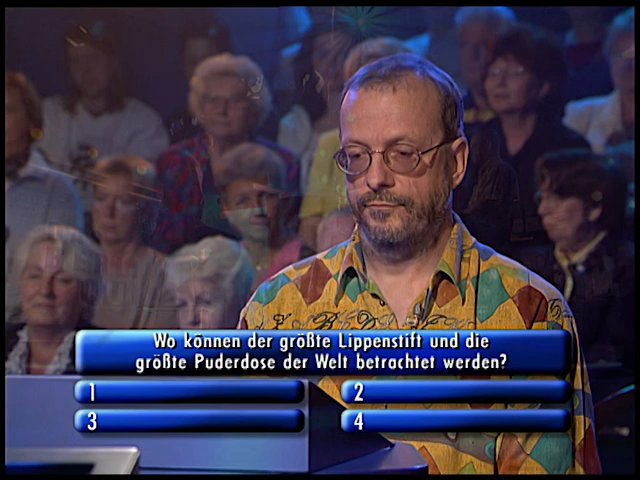 Wo können der größte Lippenstift und die
größte Puderdose der Welt betrachtet werden?
1
2
3
4